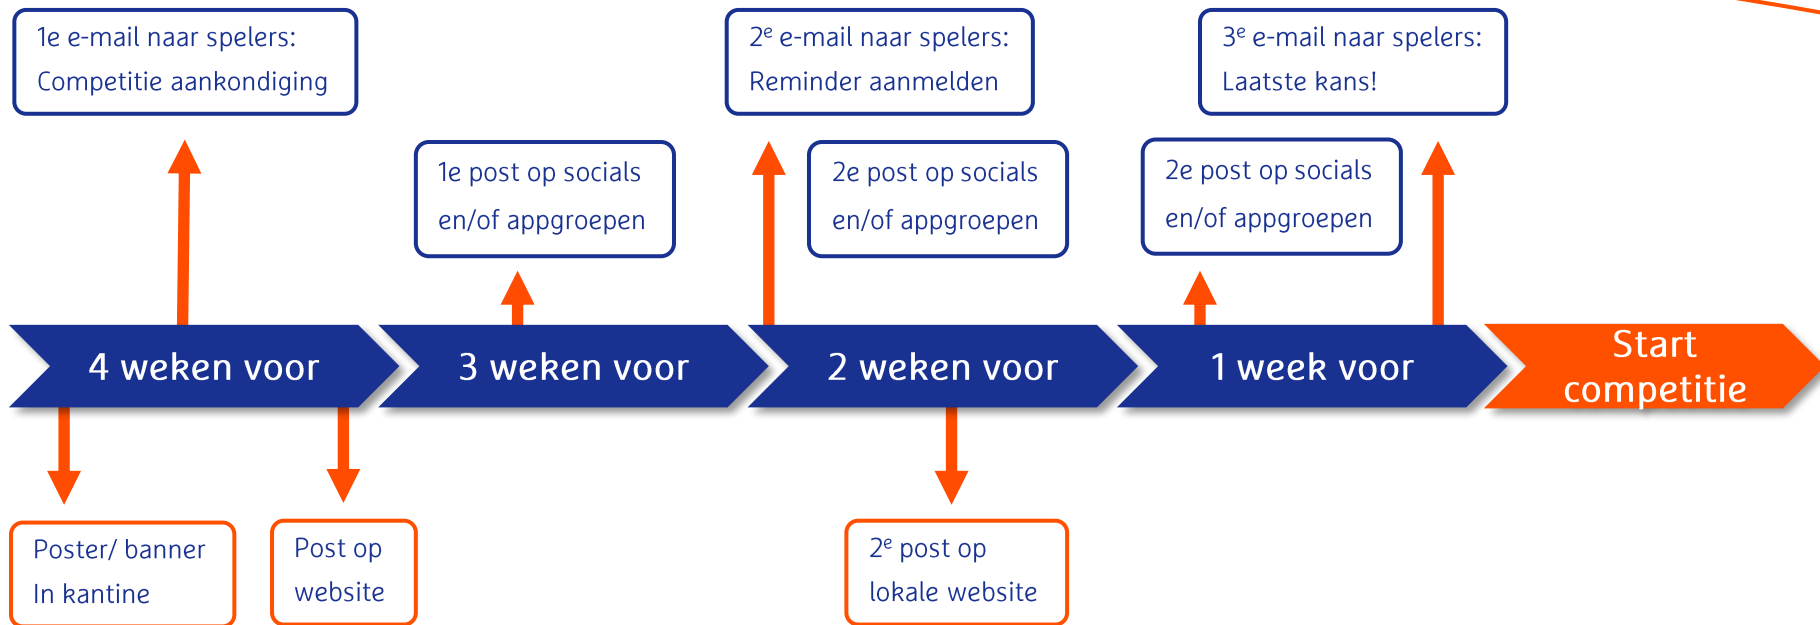 1e e-mail naar spelers:
Competitie aankondiging
2e e-mail naar spelers:
Reminder aanmelden
3e e-mail naar spelers:
Laatste kans!
1e post op socials
en/of appgroepen
2e post op socials
en/of appgroepen
2e post op socials
en/of appgroepen
4 weken voor
3 weken voor
2 weken voor
1 week voor
Start
competitie
Poster/ banner
In kantine
Post op
website
2e post op
lokale website